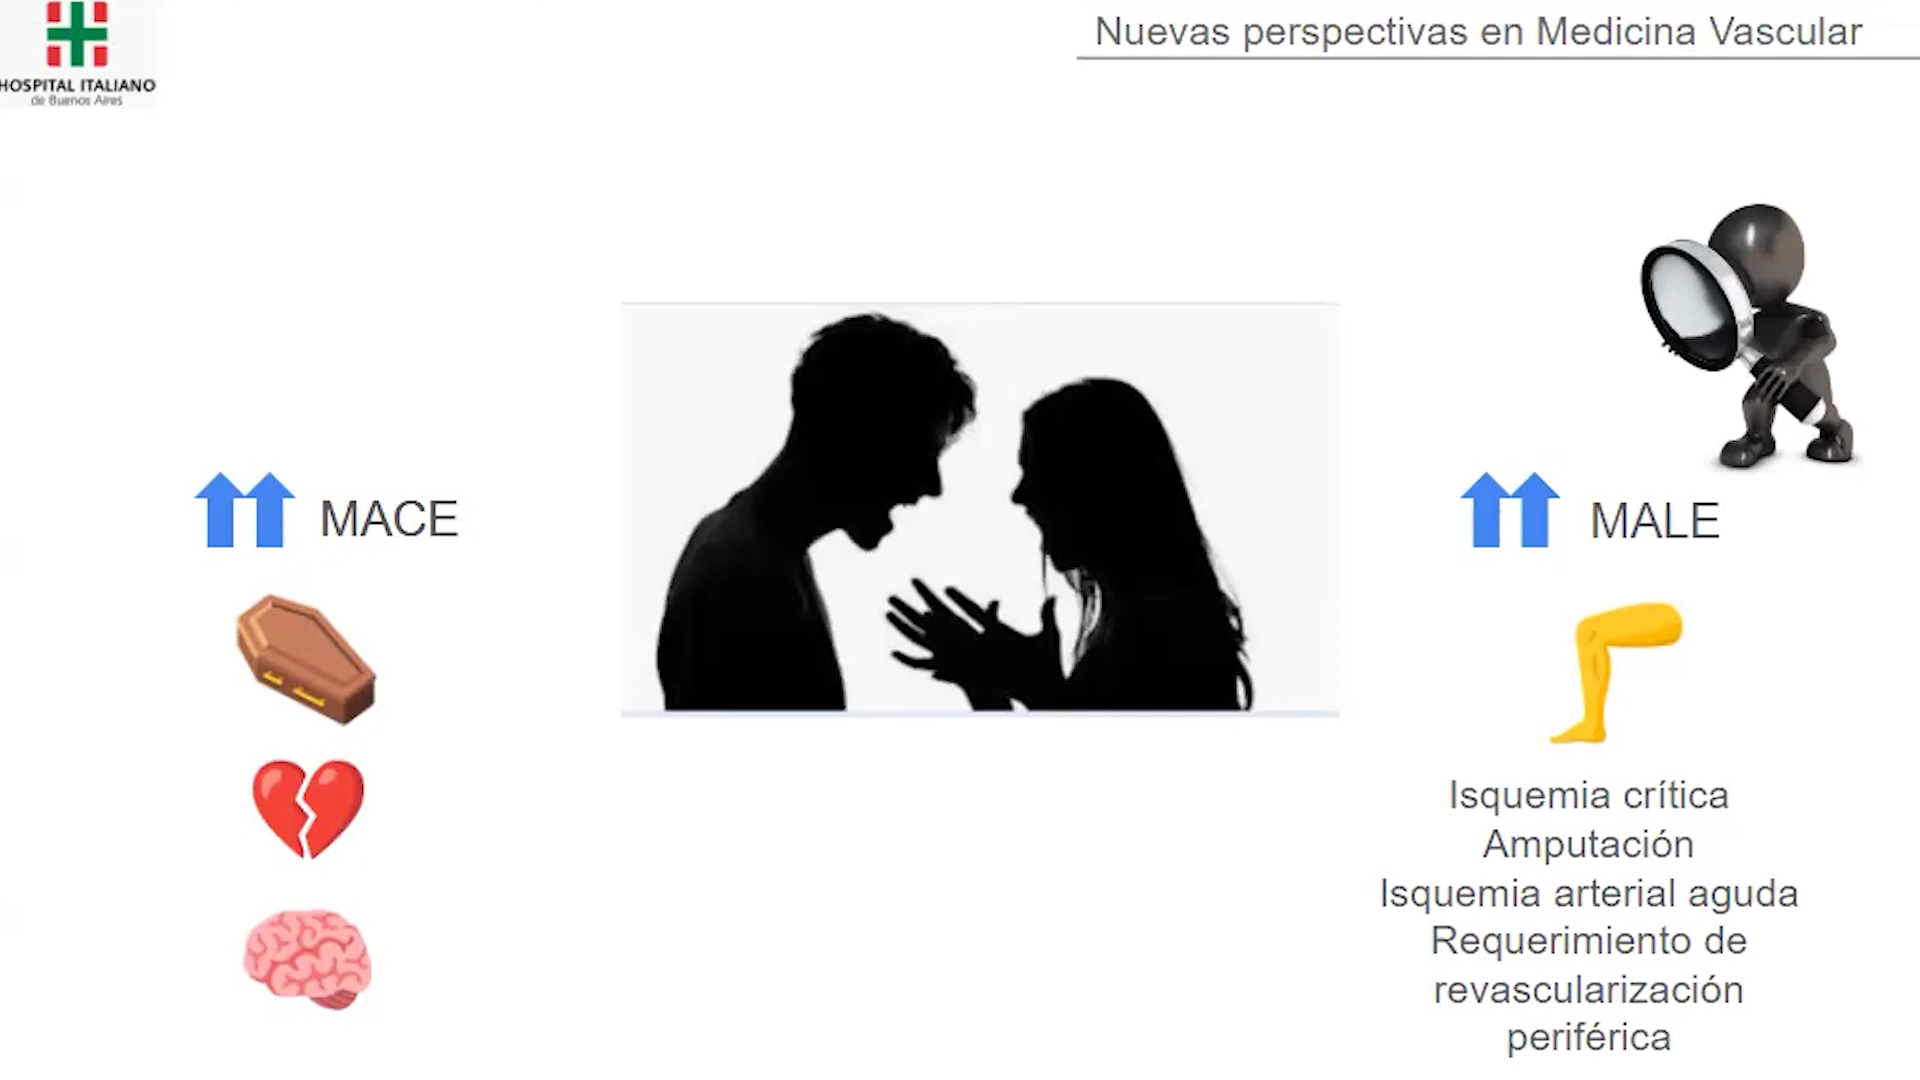 HOSPITAL ITALIANO
de Buenos Aires
Nuevas perspectivas en Medicina Vascular
MACE
MALE
Isquemia crítica
Amputación
Isquemia arterial aguda
Requerimiento de
revascularización
periférica